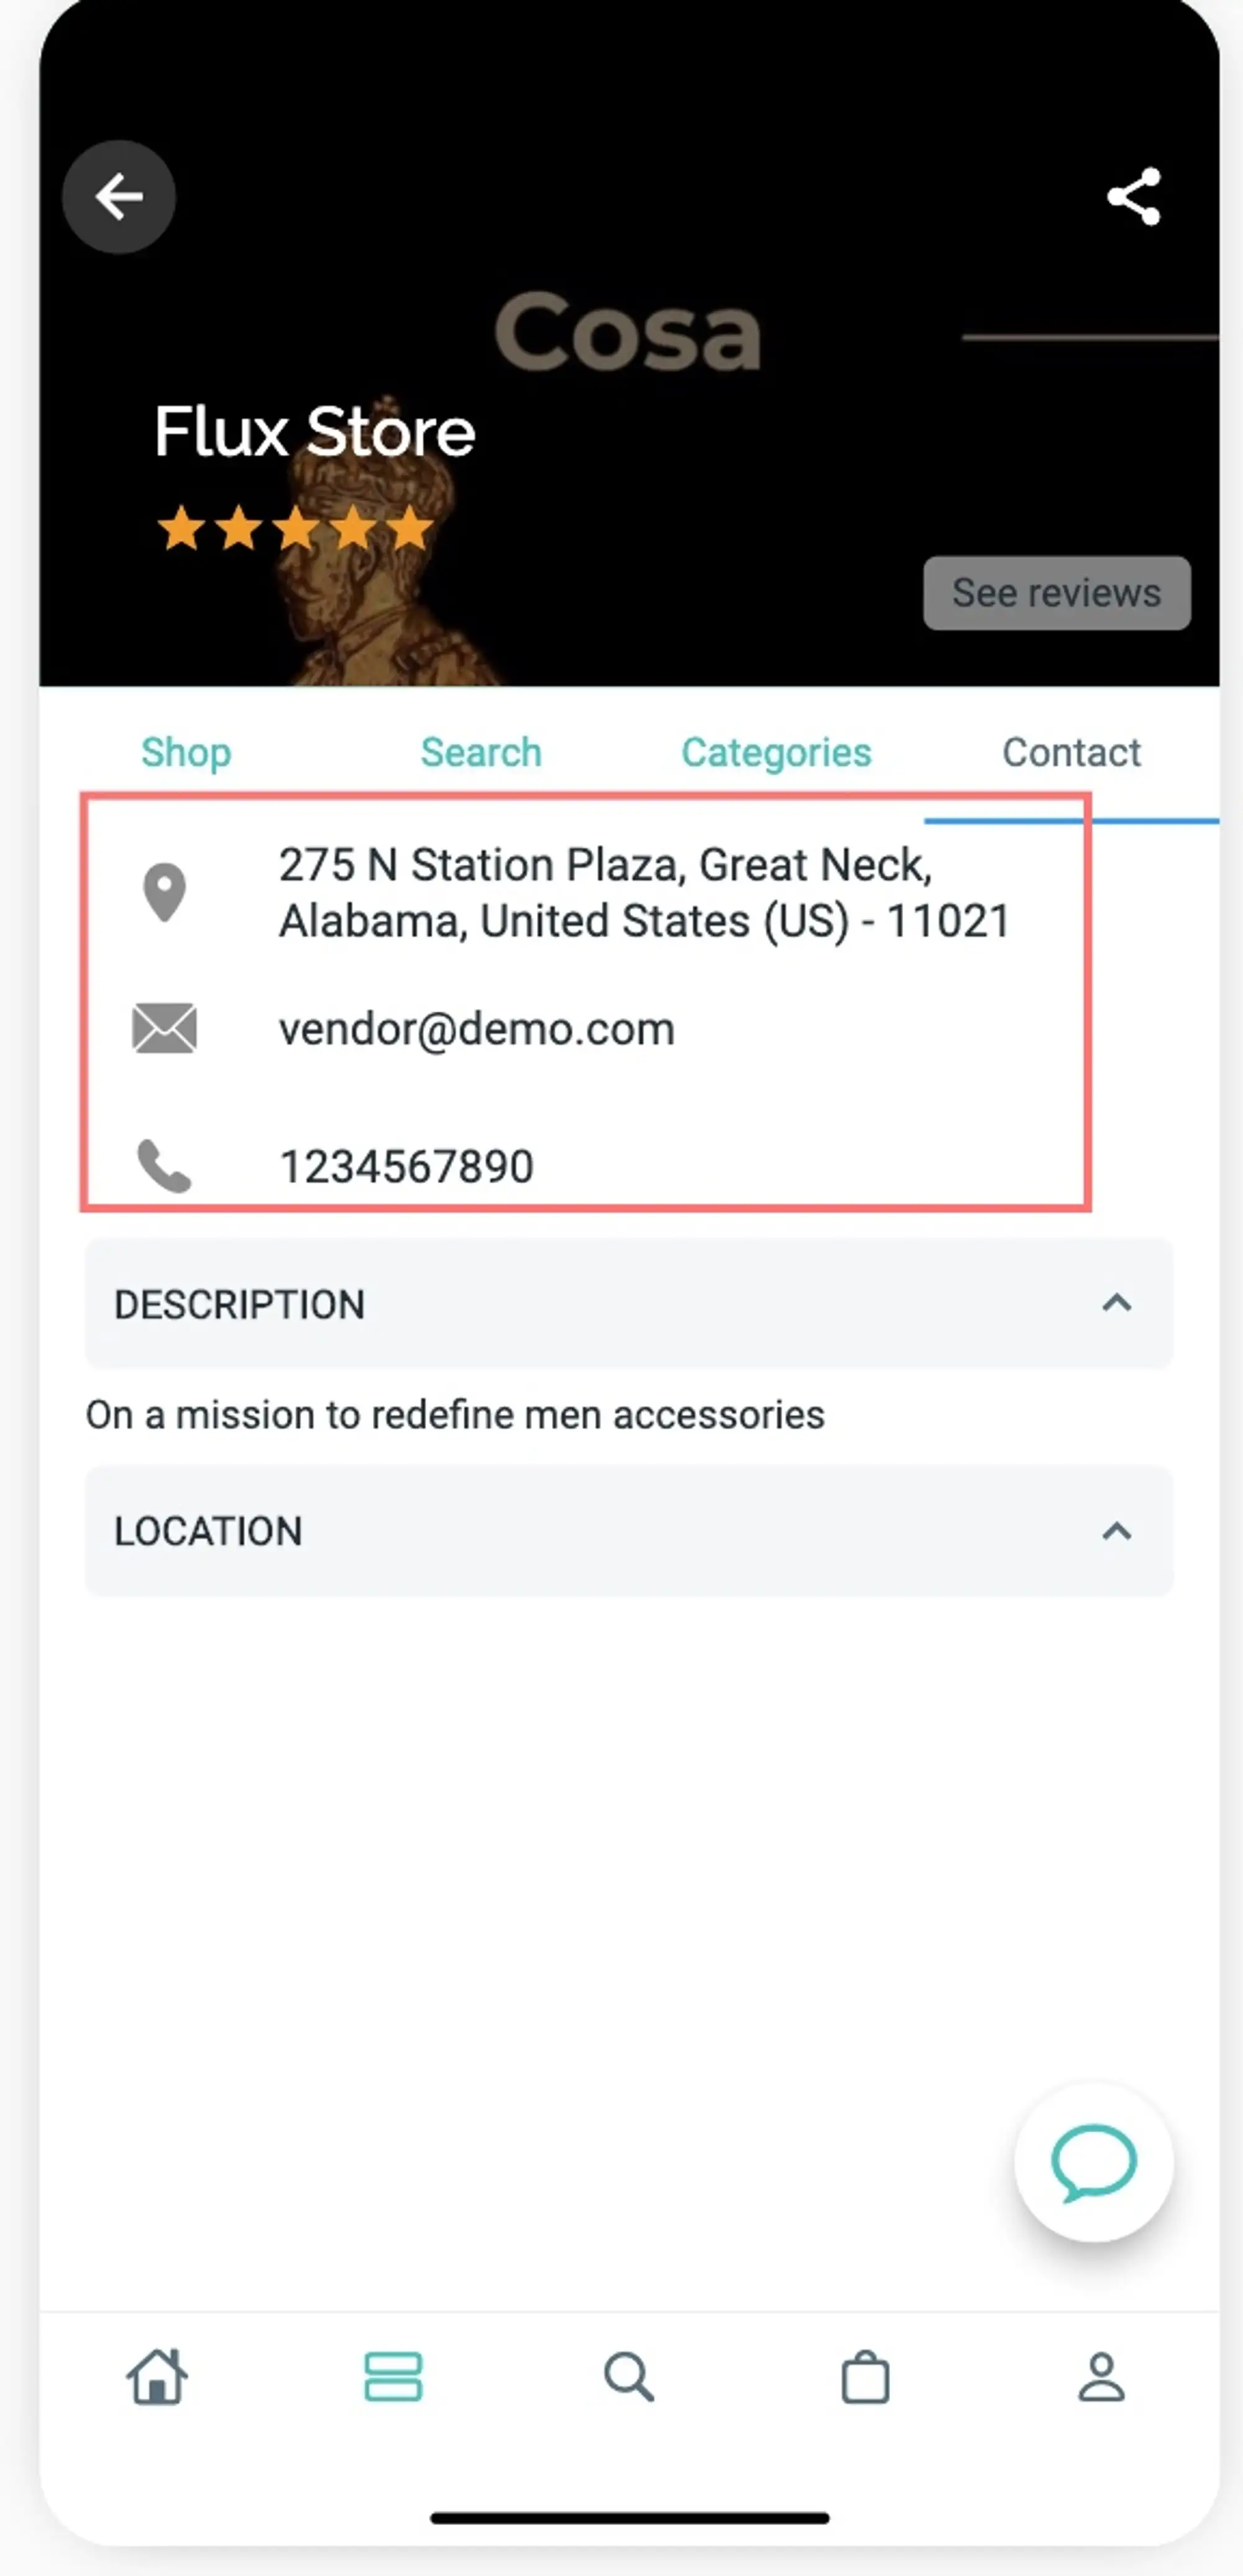 Cosa
Flux Store
See reviews
Shop
Search
Categories
Contact
275 N Station Plaza, Great Neck,
Alabama, United States (US) - 11021
vendor@demo.com
1234567890
DESCRIPTION
On a mission to redefine men accessories
LOCATION